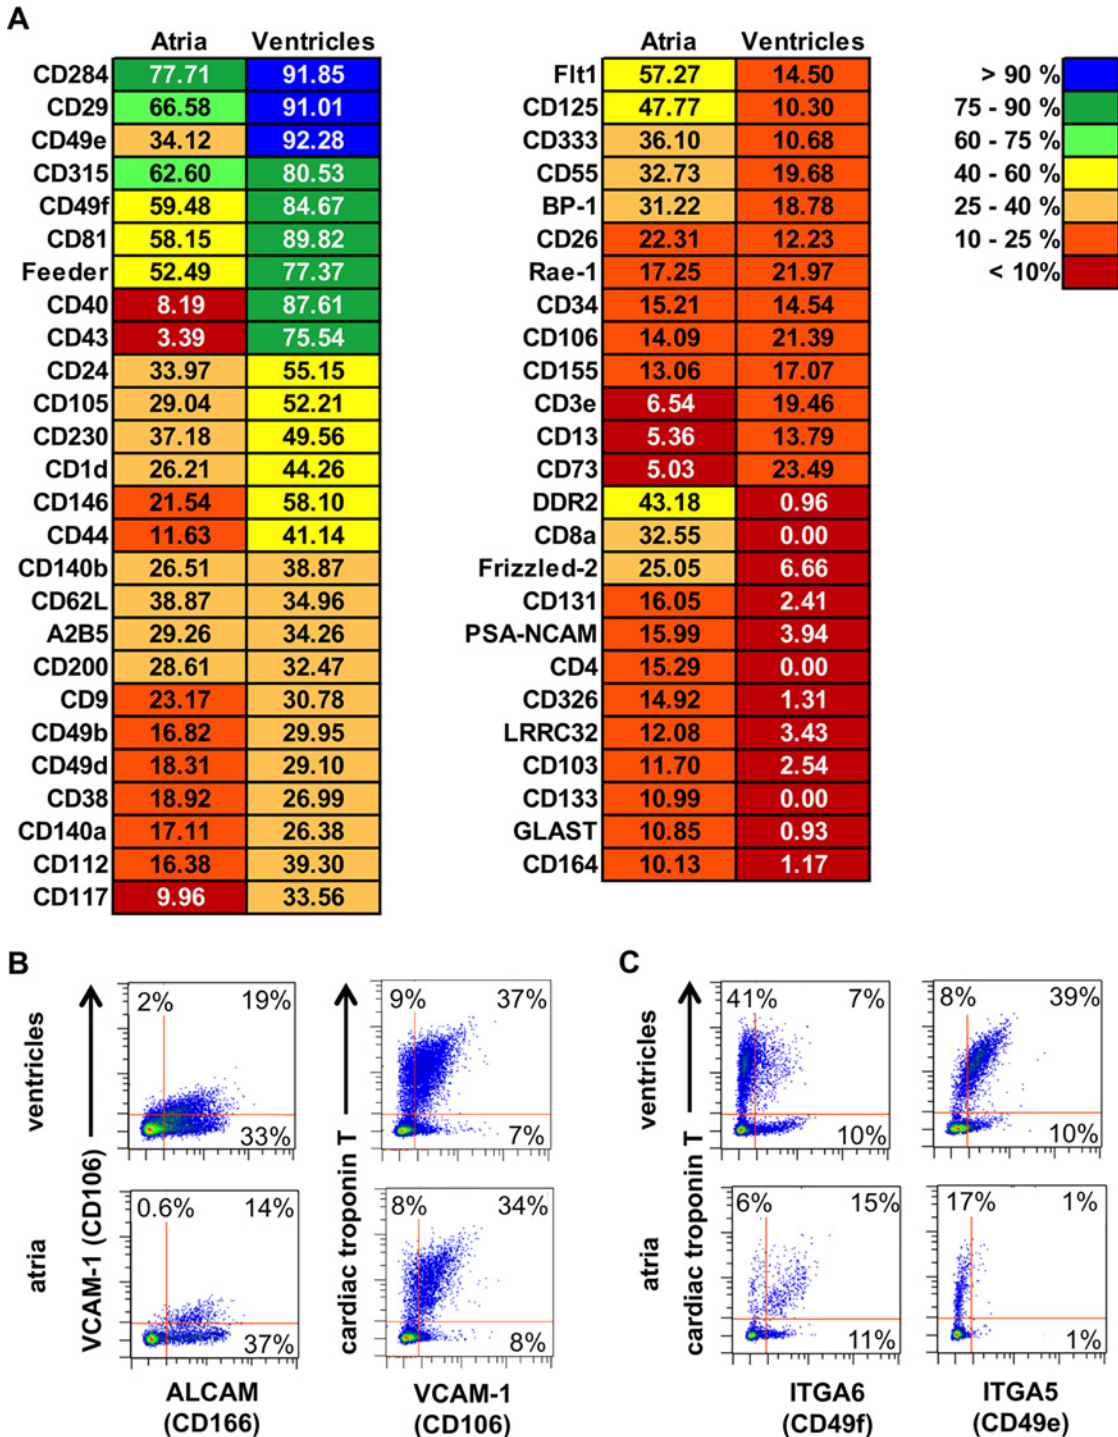 A
Atria Ventricles
CD284 77.71 91.85
CD29 66.58 91.01
CD49e 34.12 92.28
CD315 62.60 80.53
CD49f 59.48 84.67
CD81 58.15 89.82
Feeder 52.49 77.37
CD40 8.19 87.61
CD43 3.39 75.54
CD24 33.97 55.15
CD105 29.04 52.21
CD230 37.18 49.56
CD1d 26.21 44.26
CD146 21.54 58.10
CD44 11.63 41.14
CD140b 26.51 38.87
CD62L 38.87 34.96
A2B5 29.26 34.26
CD200 28.61 32.47
CD9 23.17 30.78
CD49b 16.82 29.95
CD49d 18.31 29.10
CD38 18.92 26.99
CD140a 17.11 26.38
CD112 16.38 39.30
CD117 9.96 33.56
Atria Ventricles
Flt1 57.27 14.50
CD125 47.77 10.30
CD333 36.10 10.68
CD55 32.73 19.68
BP-1 31.22 18.78
CD26 22.31 12.23
Rae-1 17.25 21.97
CD34 15.21 14.54
CD106 14.09 21.39
CD155 13.06 17.07
CD3e 6.54 19.46
CD13 5.36 13.79
CD73 5.03 23.49
DDR2 43.18 0.96
CD8a 32.55 0.00
Frizzled-2 25.05 6.66
CD131 16.05 2.41
PSA-NCAM 15.99 3.94
CD4 15.29 0.00
CD326 14.92 1.31
LRRC32 12.08 3.43
CD103 11.70 2.54
CD133 10.99 0.00
GLAST 10.85 0.93
CD164 10.13 1.17
> 90 %
75 - 90 %
60 - 75 %
40 - 60 %
25 - 40 %
10 - 25 %
< 10%
B
ventricles
atria
VCAM-1 (CD106)
2% 19%
33%
0.6% 14%
37%
ALCAM
(CD166)
cardiac troponin T
9% 37%
7%
8% 34%
8%
VCAM-1
(CD106)
C
ventricles
atria
cardiac troponin T
41% 7%
10%
6% 15%
11%
ITGA6
(CD49f)
8% 39%
10%
17% 1%
1%
ITGA5
(CD49e)